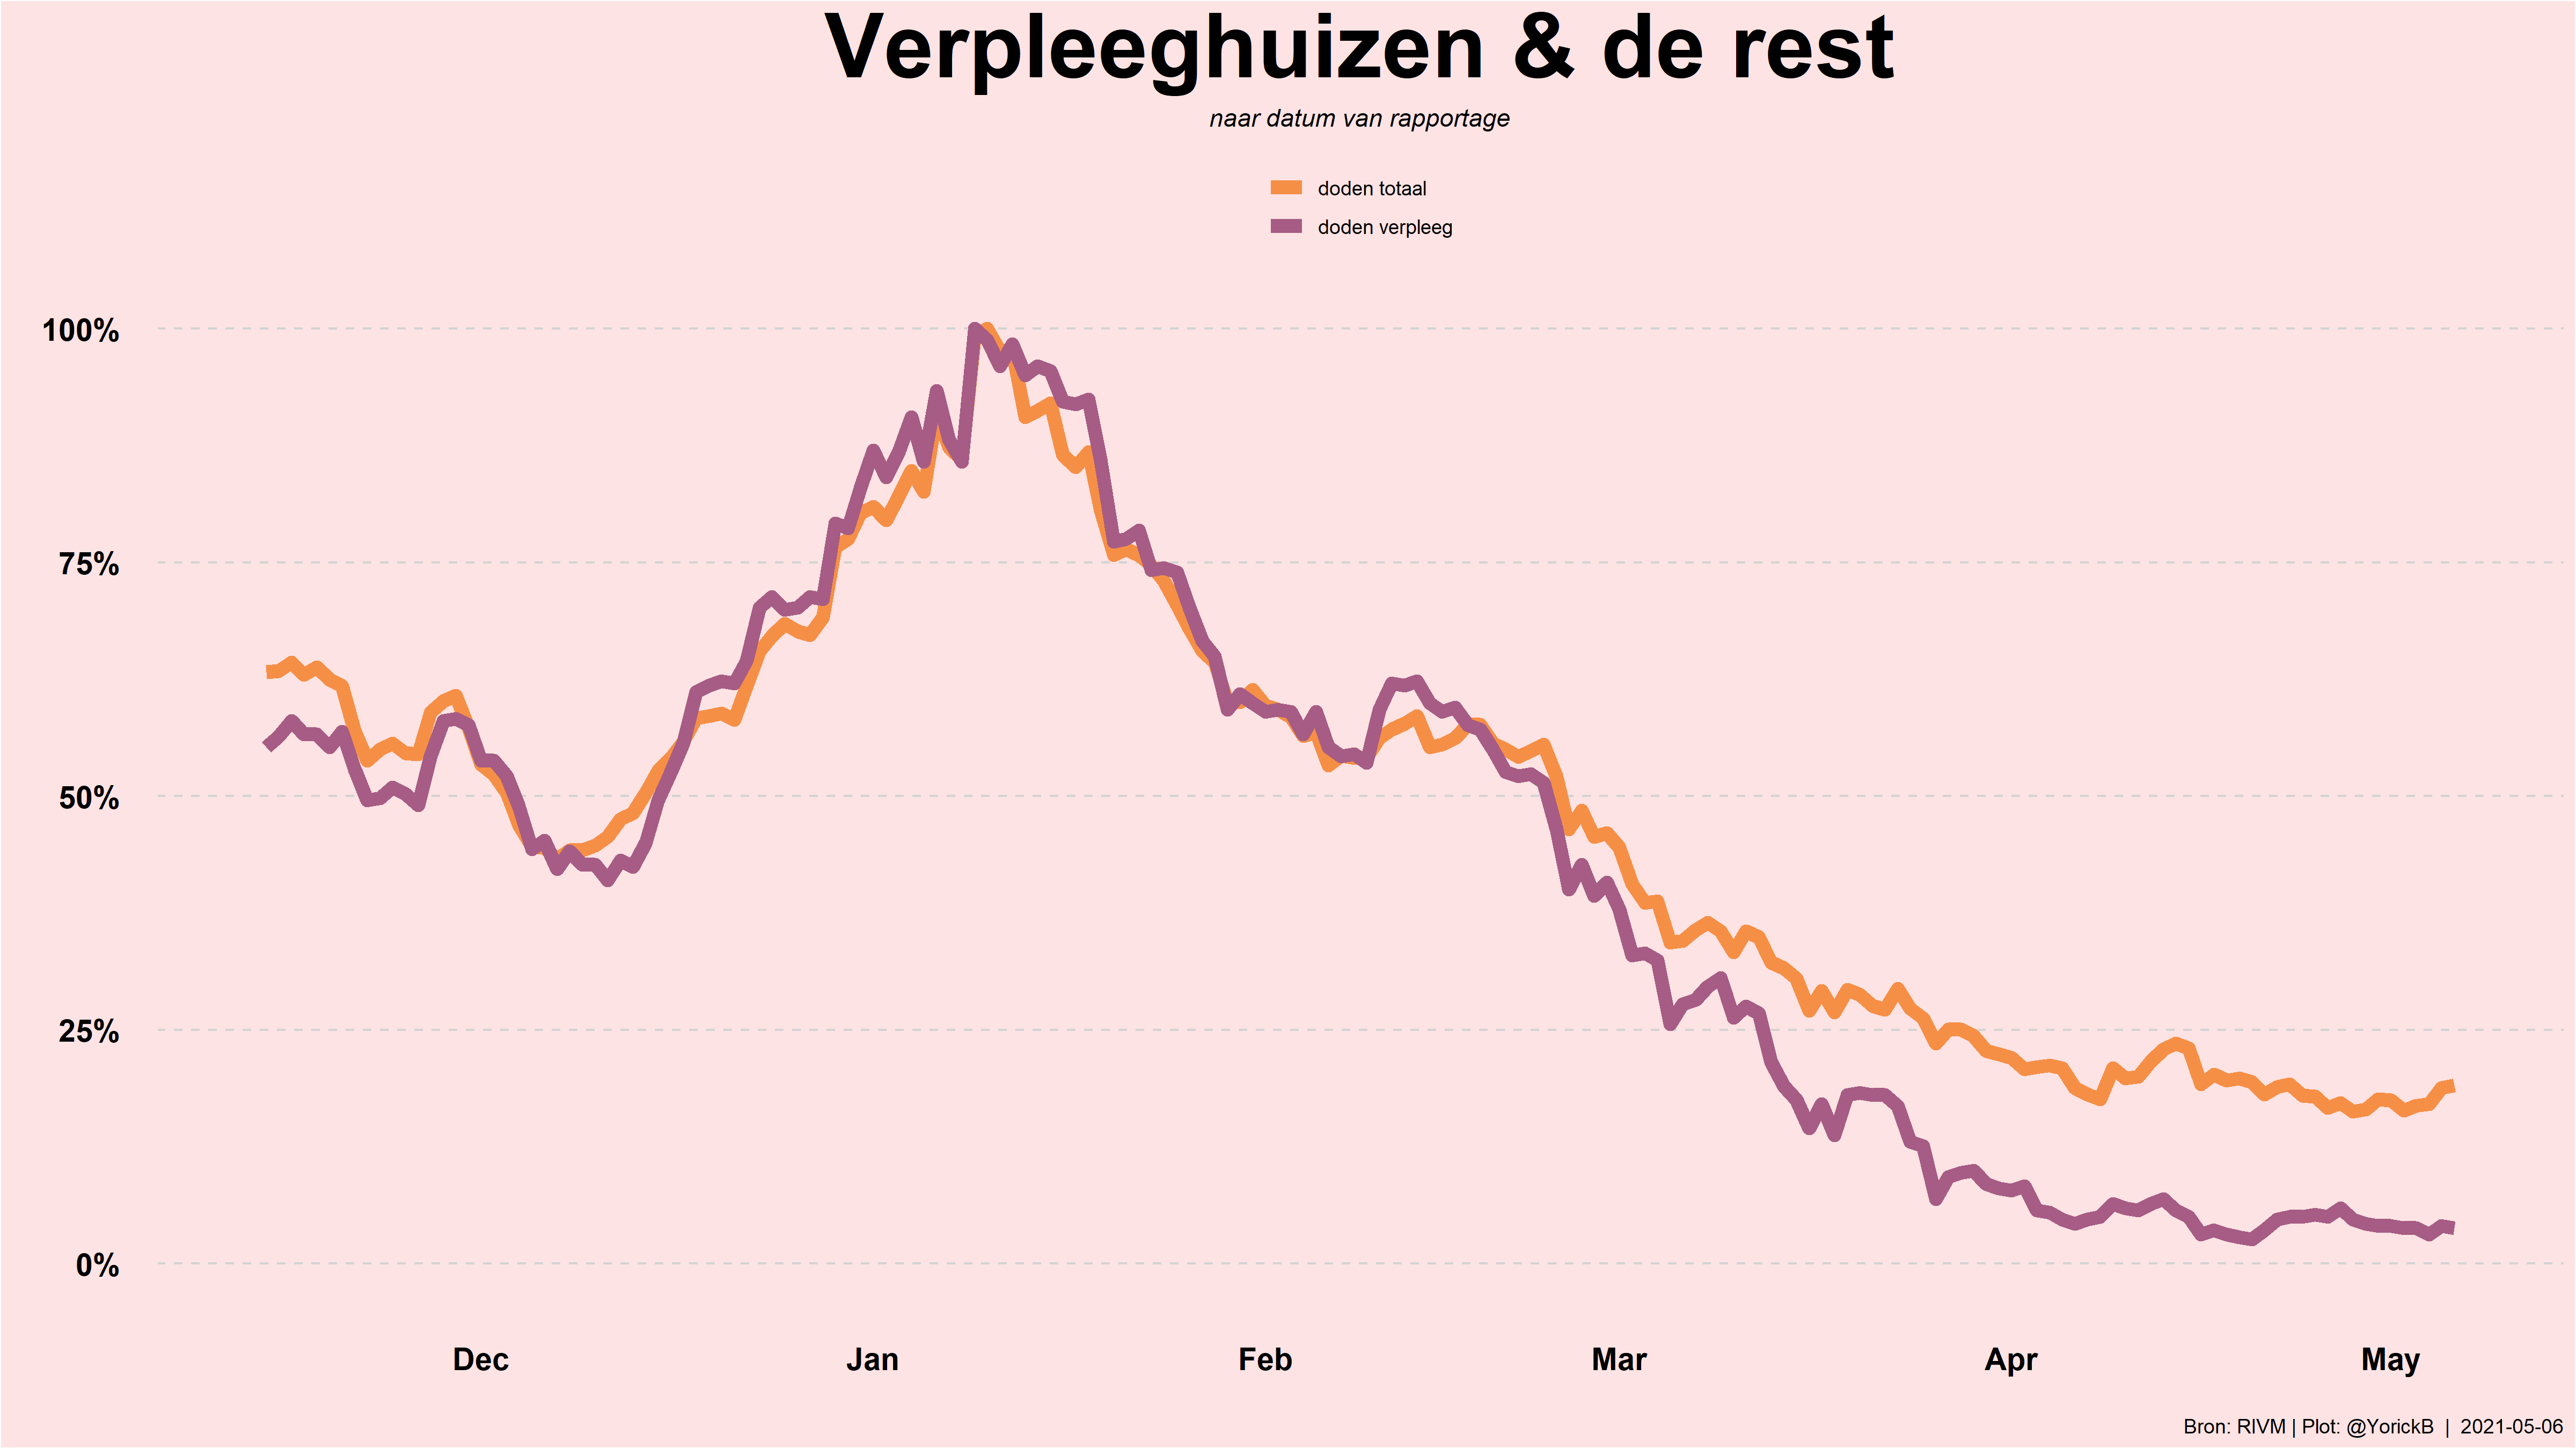 Verpleeghuizen & de rest
naar datum van rapportage
doden totaal
doden verpleeg
100%
75%
50%
25%
0%
Dec Jan Feb Mar Apr May
Bron: RIVM | Plot: @YorickB | 2021-05-06